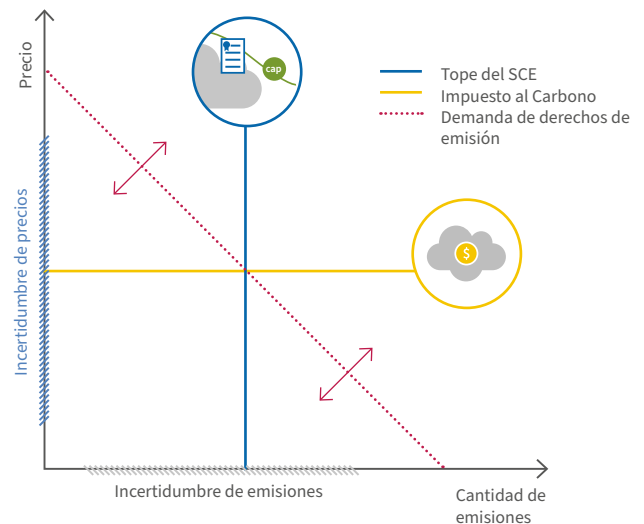 Precio
cap
Tope del SCE
Impuesto al Carbono
Demanda de derechos de
emisión
Incertidumbre de precios
$
Incertidumbre de emisiones
Cantidad de
emisiones